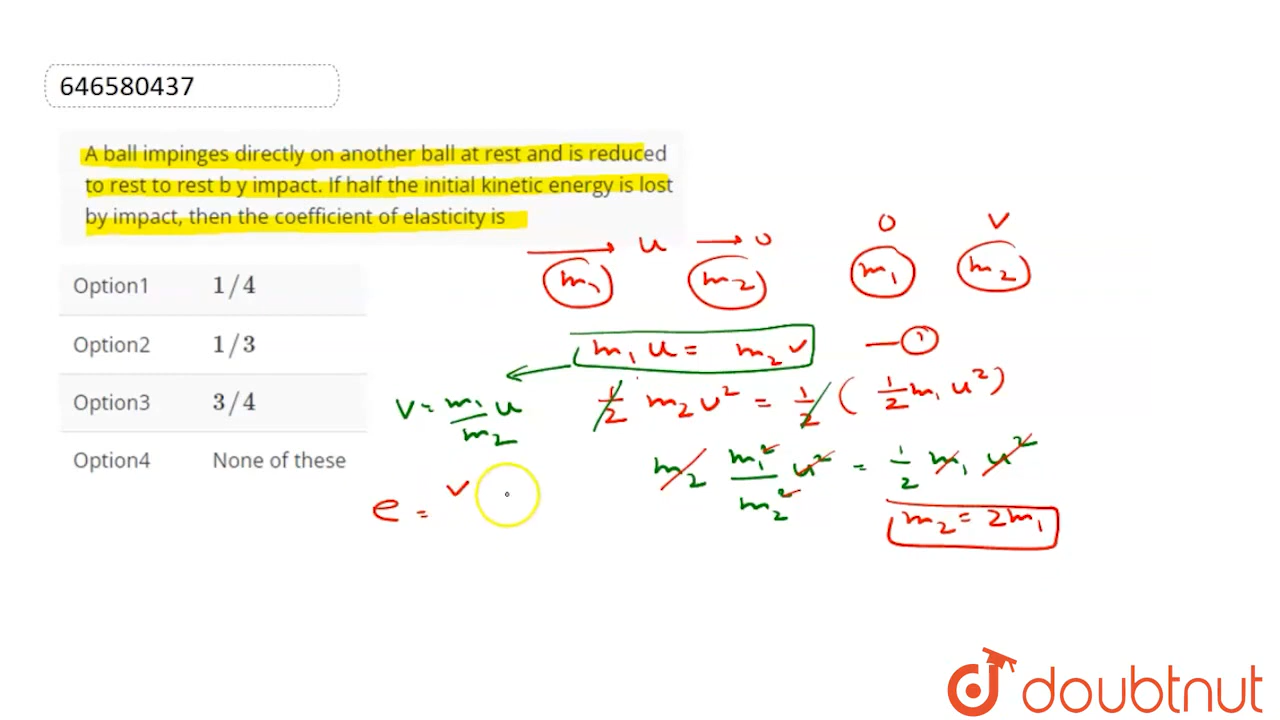 646580437
A ball impinges directly on another ball at rest and is reduced
to rest to rest b y impact. If half the initial kinetic energy is lost
by impact, then the coefficient of elasticity is
Option1 1/4
Option2 1/3
Option3 3/4
Option4 None of these
u 0 0 v
m₁ m₂ m₁ m₂
m₁ u = m₂ v — ①
v = m₁/m₂ u
1/2 m₂ v² = 1/2 ( 1/2 m₁ u² )
m₂ m₁²/m₂² u² = 1/2 m₁ u²
m₂ = 2m₁
e = v
doubtnut